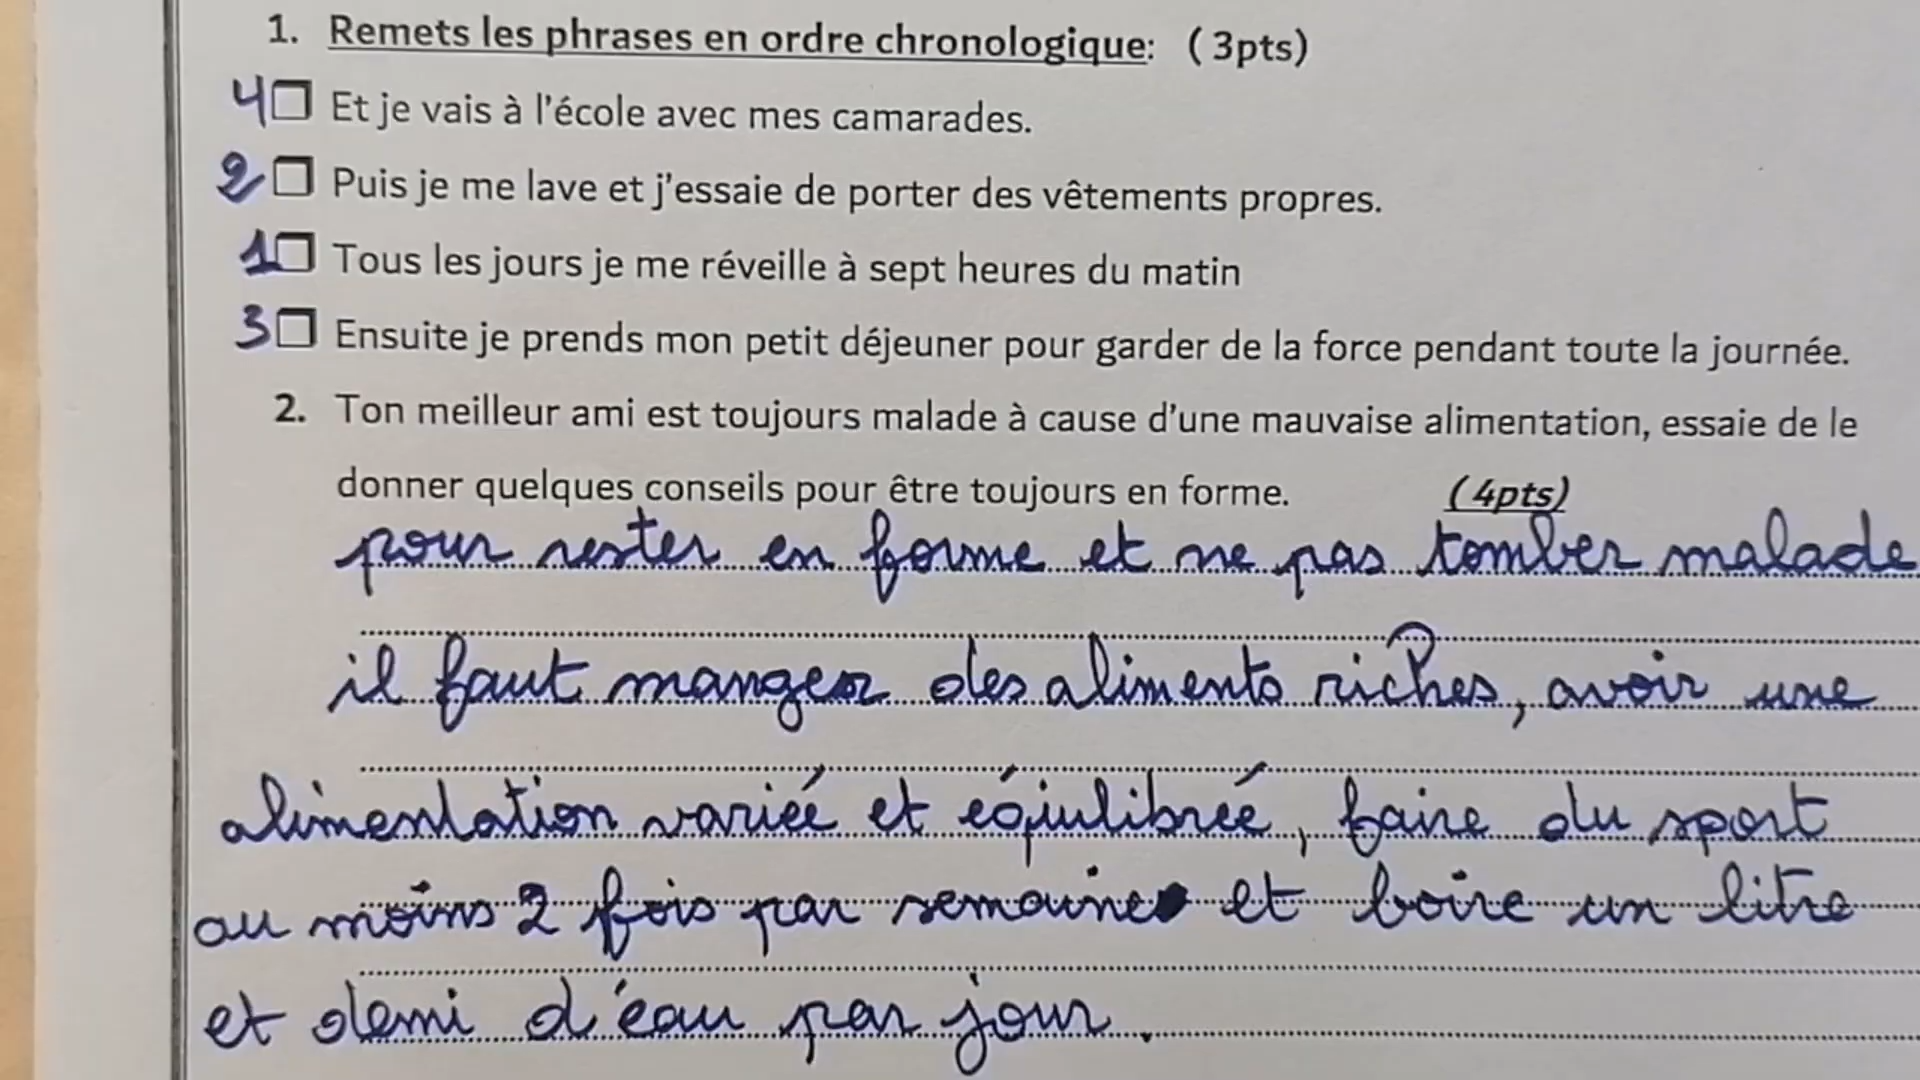 1. Remets les phrases en ordre chronologique: (3pts)
4 Et je vais à l'école avec mes camarades.
2 Puis je me lave et j'essaie de porter des vêtements propres.
1 Tous les jours je me réveille à sept heures du matin
3 Ensuite je prends mon petit déjeuner pour garder de la force pendant toute la journée.
2. Ton meilleur ami est toujours malade à cause d'une mauvaise alimentation, essaie de le
donner quelques conseils pour être toujours en forme. (4pts)
pour rester en forme et ne pas tomber malade
il faut manger des aliments riches, avoir une
alimentation variée et équilibrée, faire du sport
au moins 2 fois par semaine et boire un litre
et demi d'eau par jour.